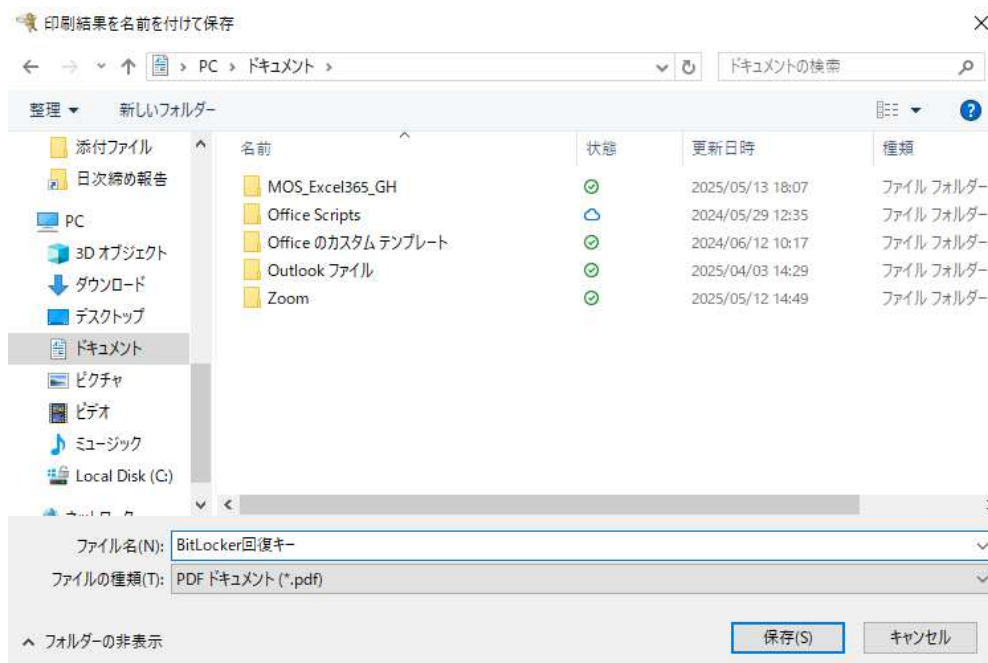 印刷結果を名前を付けて保存
PC › ドキュメント ›
ドキュメントの検索
整理
新しいフォルダー
添付ファイル
日次締め報告
PC
3D オブジェクト
ダウンロード
デスクトップ
ドキュメント
ピクチャ
ビデオ
ミュージック
Local Disk (C:)
ネットワーク
名前 状態 更新日時 種類
MOS_Excel365_GH 2025/05/13 18:07 ファイル フォルダー
Office Scripts 2024/05/29 12:35 ファイル フォルダー
Office のカスタム テンプレート 2024/06/12 10:17 ファイル フォルダー
Outlook ファイル 2025/04/03 14:29 ファイル フォルダー
Zoom 2025/05/12 14:49 ファイル フォルダー
ファイル名(N): BitLocker回復キー
ファイルの種類(T): PDF ドキュメント (*.pdf)
フォルダーの非表示
保存(S)
キャンセル